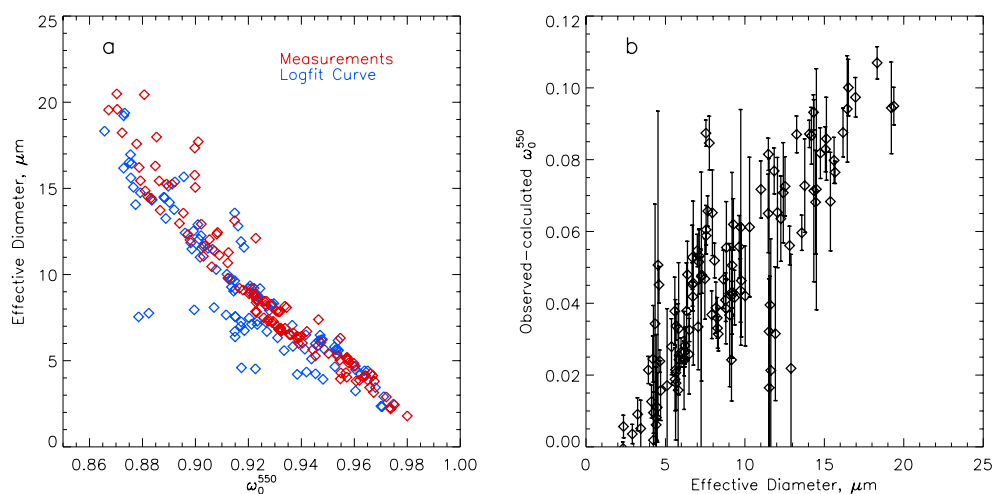 a
Measurements
Logfit Curve
Effective Diameter, μm
25
20
15
10
5
0
0.86 0.88 0.90 0.92 0.94 0.96 0.98 1.00
ω₀⁵⁵⁰
b
Observed-calculated ω₀⁵⁵⁰
0.12
0.10
0.08
0.06
0.04
0.02
0.00
0 5 10 15 20 25
Effective Diameter, μm